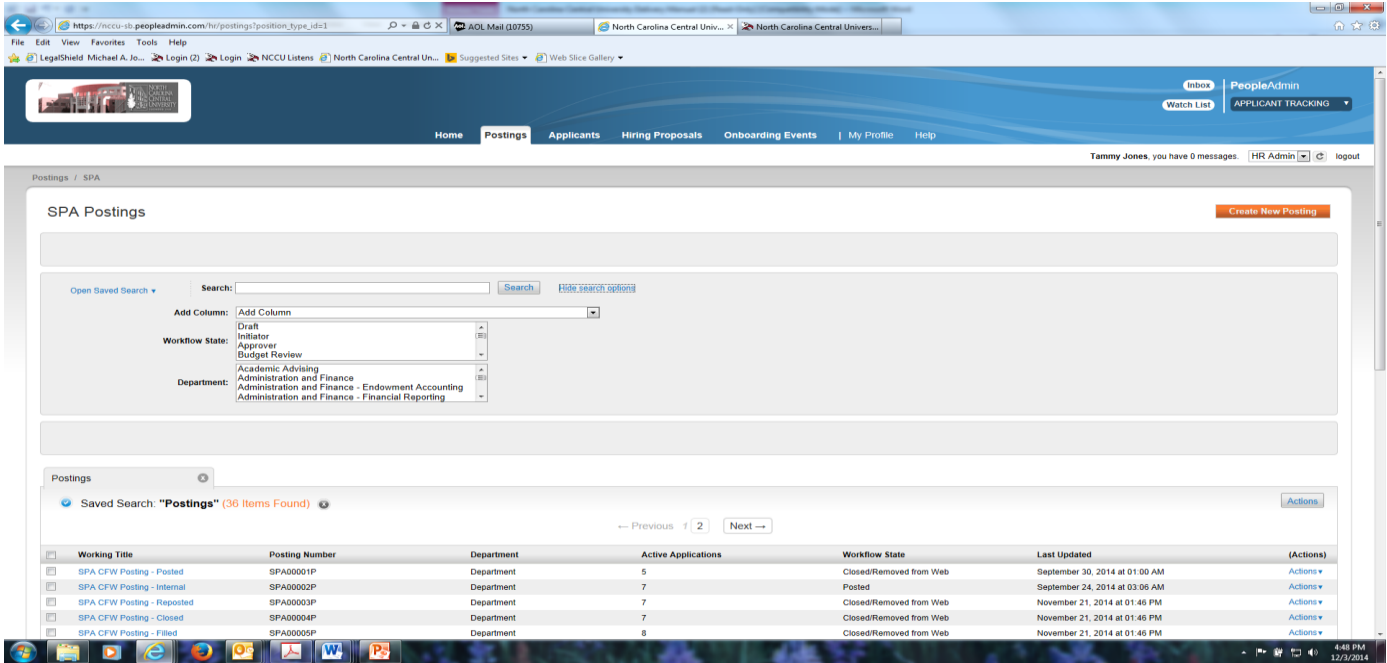 https://nccu-sb.peopleadmin.com/hr/postings?position_type_id=1
AOL Mail (10755)
North Carolina Central Univ...
North Carolina Central Univers...
File Edit View Favorites Tools Help
LegalShield Michael A. Jo... Login (2) Login NCCU Listens North Carolina Central Un... Suggested Sites Web Slice Gallery
NORTH CAROLINA CENTRAL UNIVERSITY
Inbox PeopleAdmin
Watch List APPLICANT TRACKING
Home Postings Applicants Hiring Proposals Onboarding Events | My Profile Help
Tammy Jones, you have 0 messages. HR Admin logout
Postings / SPA
SPA Postings Create New Posting
Open Saved Search Search: Search Hide search options
Add Column: Add Column
Workflow State: Draft
Initiator
Approver
Budget Review
Department: Academic Advising
Administration and Finance
Administration and Finance - Endowment Accounting
Administration and Finance - Financial Reporting
Postings
Saved Search: "Postings" (36 Items Found) Actions
← Previous 1 2 Next →
Working Title Posting Number Department Active Applications Workflow State Last Updated (Actions)
SPA CFW Posting - Posted SPA00001P Department 5 Closed/Removed from Web September 30, 2014 at 01:00 AM Actions
SPA CFW Posting - Internal SPA00002P Department 7 Posted September 24, 2014 at 03:06 AM Actions
SPA CFW Posting - Reposted SPA00003P Department 7 Closed/Removed from Web November 21, 2014 at 01:46 PM Actions
SPA CFW Posting - Closed SPA00004P Department 7 Closed/Removed from Web November 21, 2014 at 01:46 PM Actions
SPA CFW Posting - Filled SPA00005P Department 8 Closed/Removed from Web November 21, 2014 at 01:46 PM Actions
4:48 PM
12/3/2014